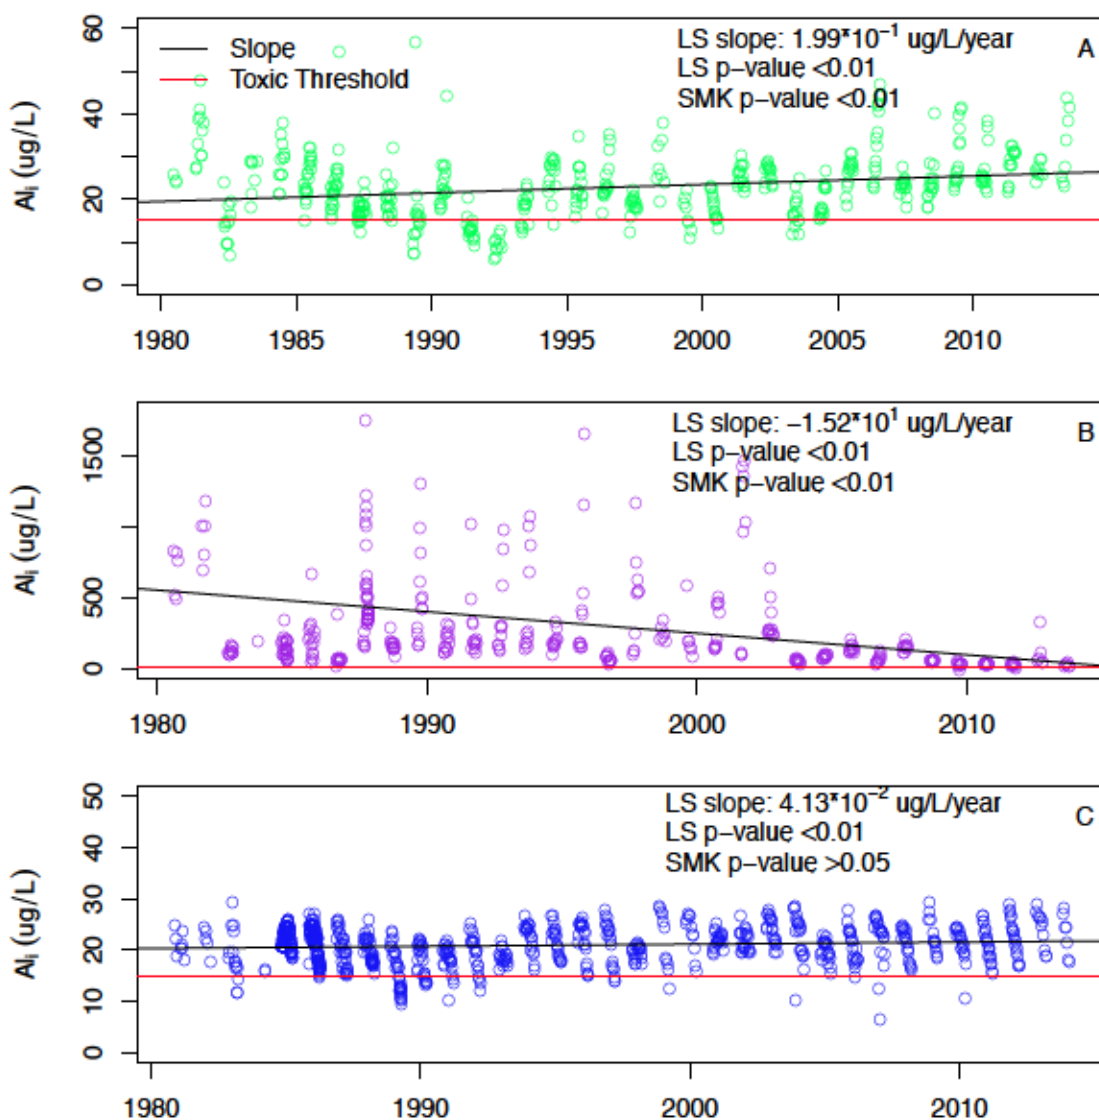 60
40
20
0
Al_i (ug/L)
Slope
Toxic Threshold
LS slope: 1.99*10^−1 ug/L/year
LS p−value <0.01
SMK p−value <0.01
A
1980 1985 1990 1995 2000 2005 2010
1500
500
0
Al_i (ug/L)
LS slope: −1.52*10^1 ug/L/year
LS p−value <0.01
SMK p−value <0.01
B
1980 1990 2000 2010
50
40
30
20
10
0
Al_i (ug/L)
LS slope: 4.13*10^−2 ug/L/year
LS p−value <0.01
SMK p−value >0.05
C
1980 1990 2000 2010